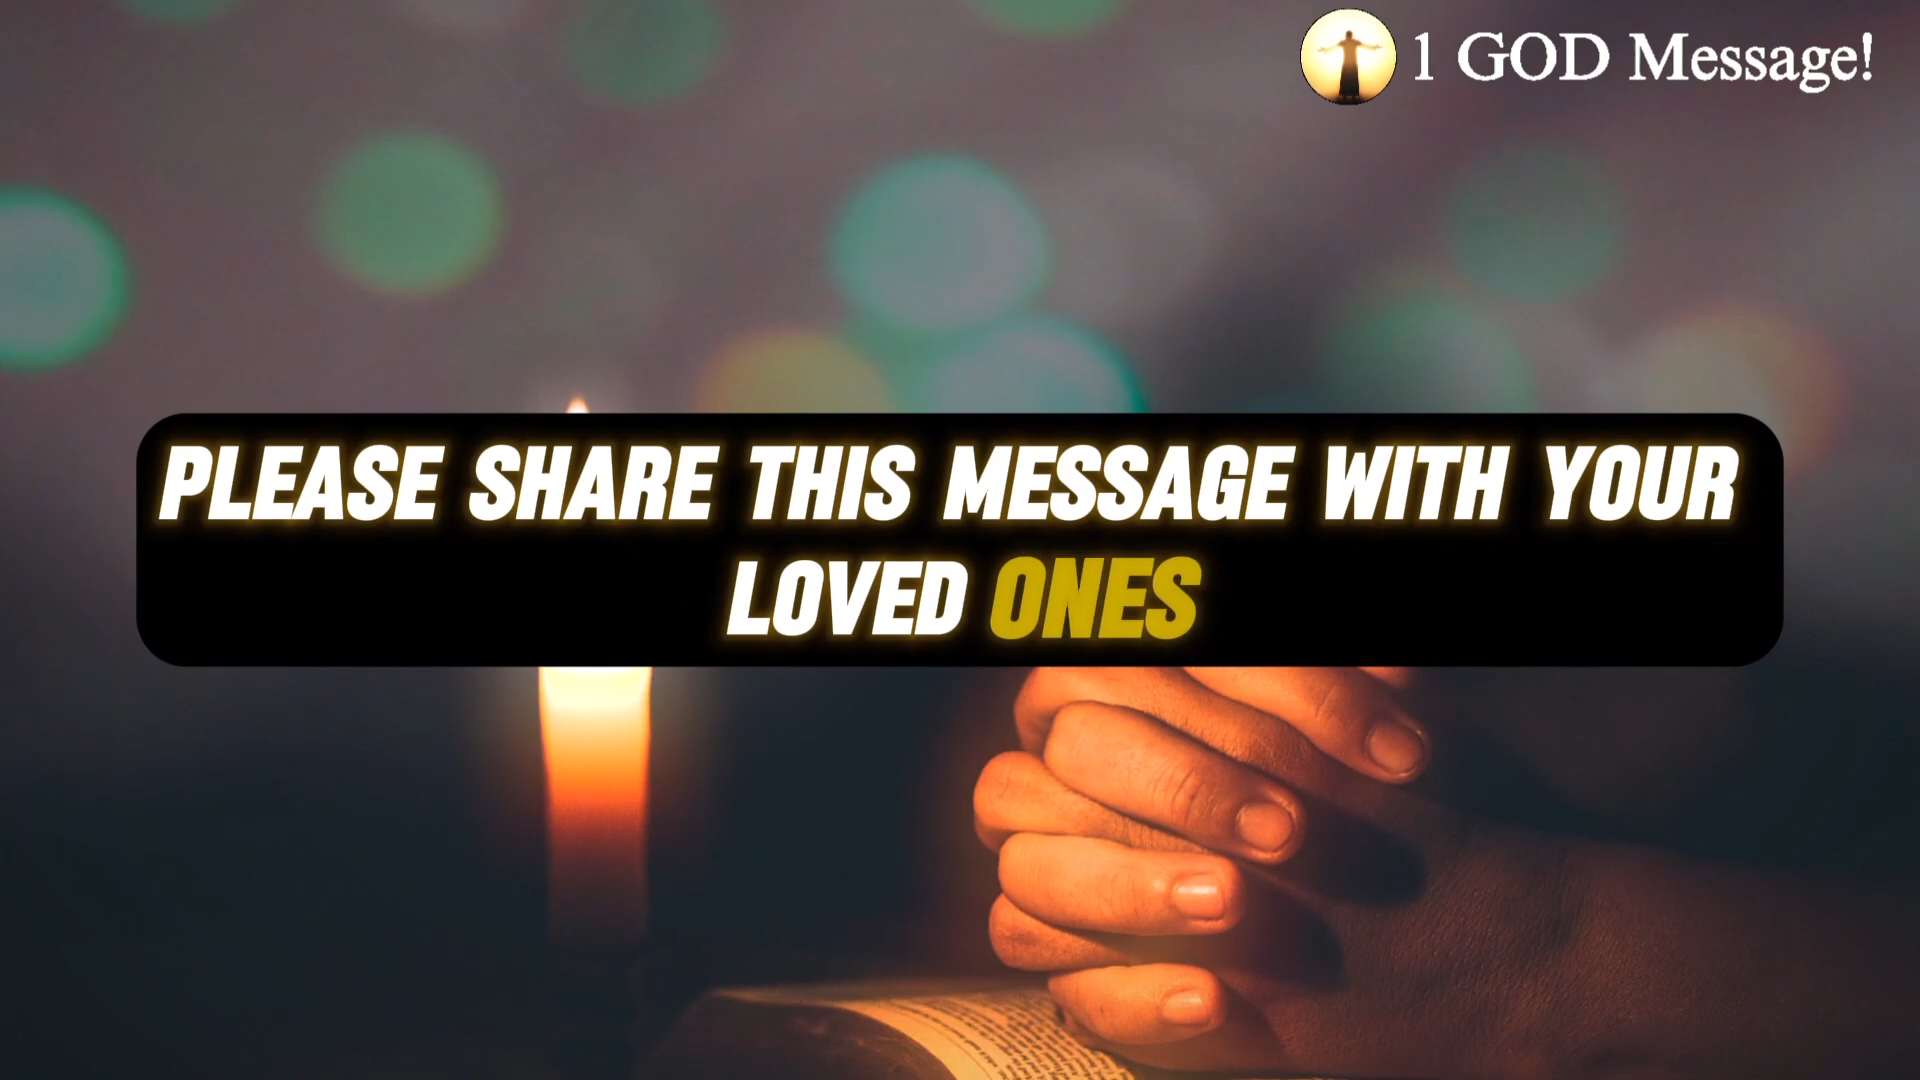 1 GOD Message!
PLEASE SHARE THIS MESSAGE WITH YOUR
LOVED ONES